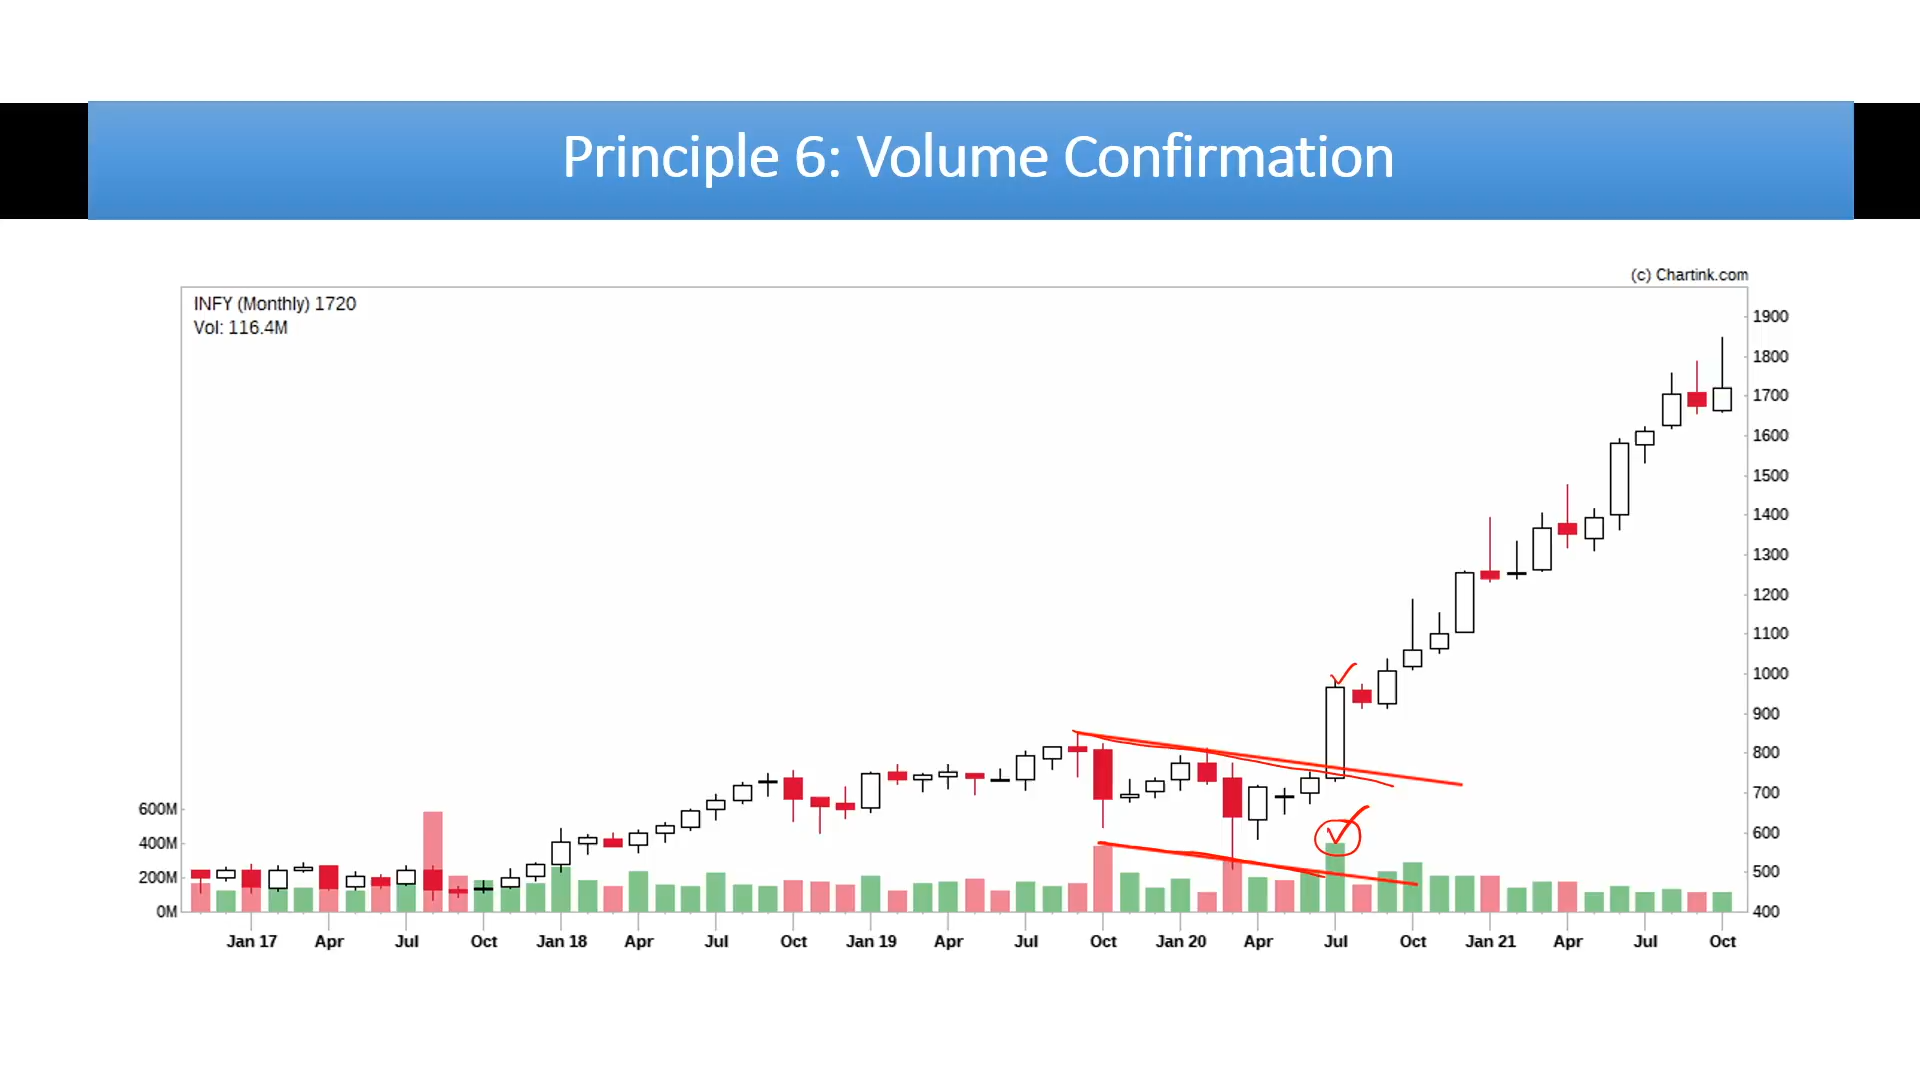 Principle 6: Volume Confirmation
(c) Chartink.com
INFY (Monthly) 1720
Vol: 116.4M
1900
1800
1700
1600
1500
1400
1300
1200
1100
1000
900
800
700
600
500
400
600M
400M
200M
0M
Jan 17 Apr Jul Oct Jan 18 Apr Jul Oct Jan 19 Apr Jul Oct Jan 20 Apr Jul Oct Jan 21 Apr Jul Oct